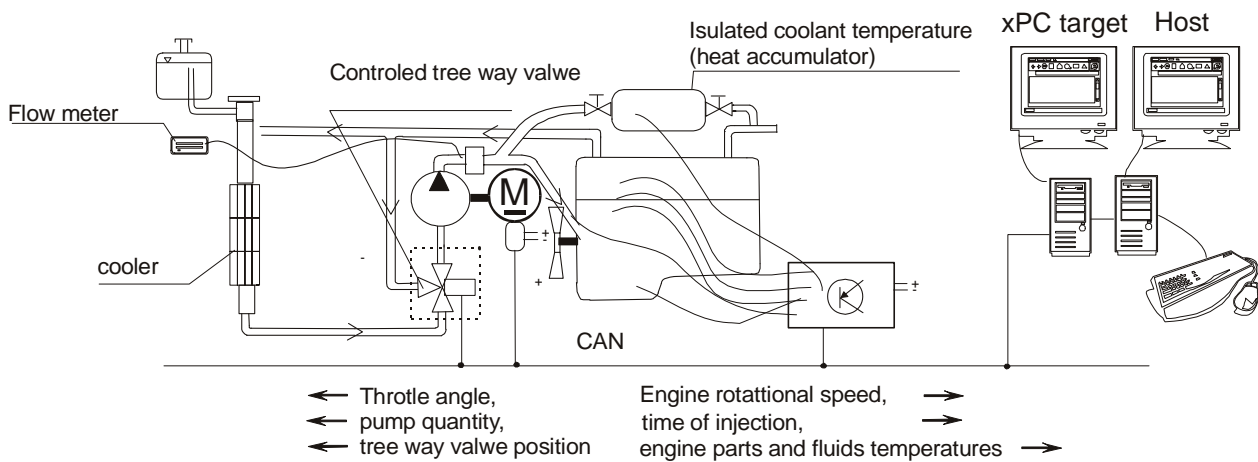 xPC target
Host
Isulated coolant temperature
(heat accumulator)
Controled tree way valwe
Flow meter
M
cooler
CAN
Throtle angle,
pump quantity,
tree way valwe position
Engine rotattional speed,
time of injection,
engine parts and fluids temperatures